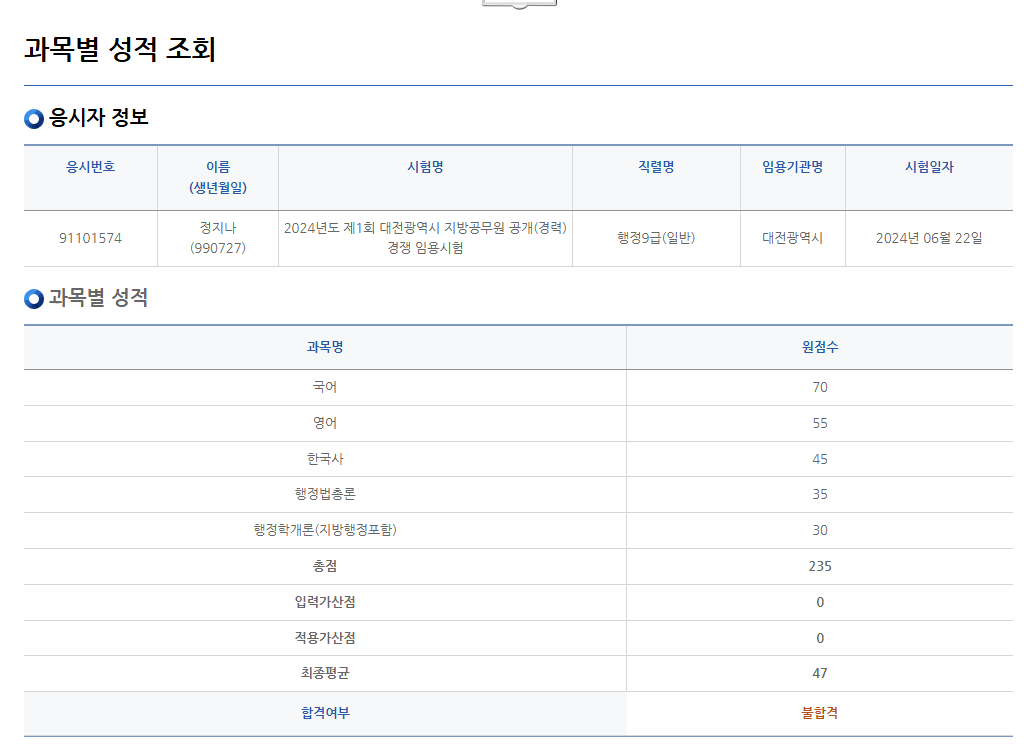 과목별 성적 조회
응시자 정보
응시번호 이름 시험명 직렬명 임용기관명 시험일자
(생년월일)
91101574 정지나 2024년도 제1회 대전광역시 지방공무원 공개(경력) 행정9급(일반) 대전광역시 2024년 06월 22일
(990727) 경쟁 임용시험
과목별 성적
과목명 원점수
국어 70
영어 55
한국사 45
행정법총론 35
행정학개론(지방행정포함) 30
총점 235
입력가산점 0
적용가산점 0
최종평균 47
합격여부 불합격